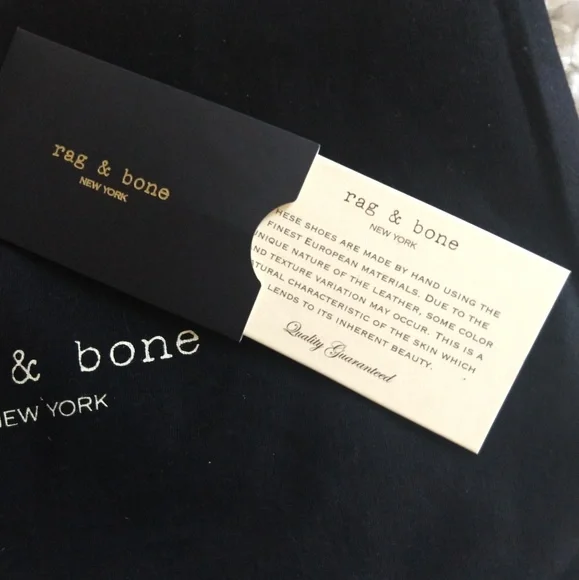 rag & bone
NEW YORK
rag & bone
NEW YORK
HESE SHOES ARE MADE BY HAND USING THE
FINEST EUROPEAN MATERIALS. DUE TO THE
UNIQUE NATURE OF THE LEATHER, SOME COLOR
ND TEXTURE VARIATION MAY OCCUR. THIS IS A
TURAL CHARACTERISTIC OF THE SKIN WHICH
LENDS TO ITS INHERENT BEAUTY.
Quality Guaranteed
& bone
NEW YORK